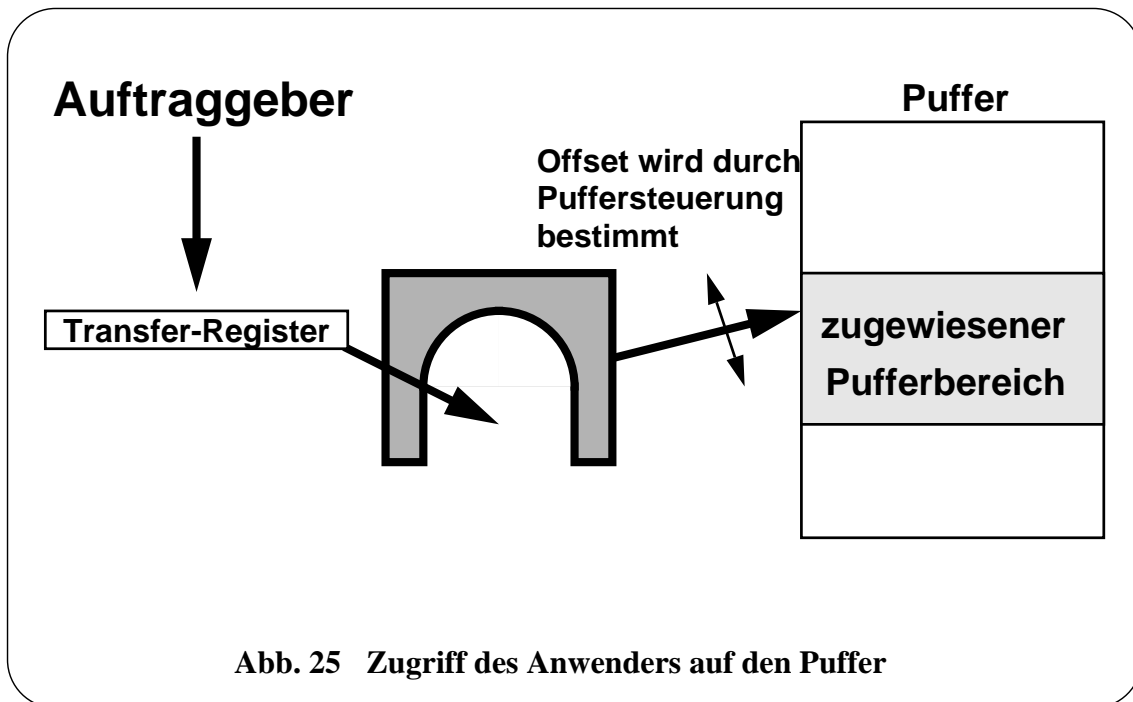 Auftraggeber
Puffer
Offset wird durch
Puffersteuerung
bestimmt
Transfer-Register
zugewiesener
Pufferbereich
Abb. 25 Zugriff des Anwenders auf den Puffer